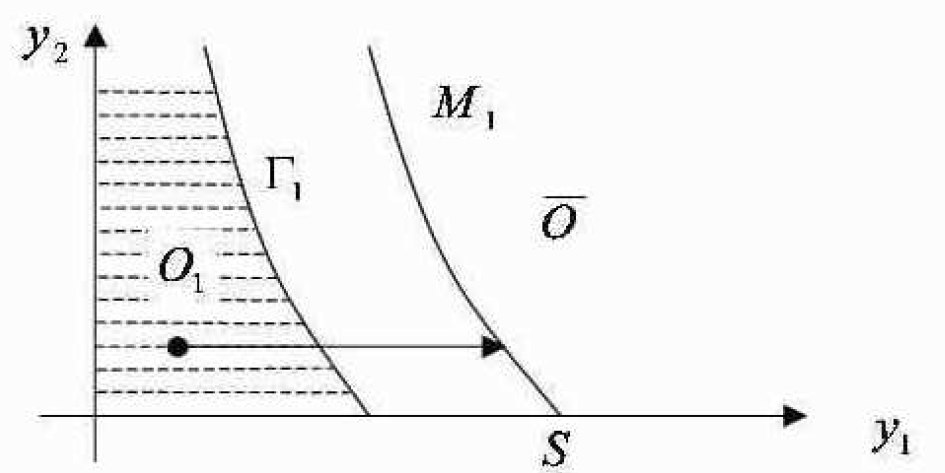 y₂
M₁
Γ₁
O̅
O₁
S
y₁